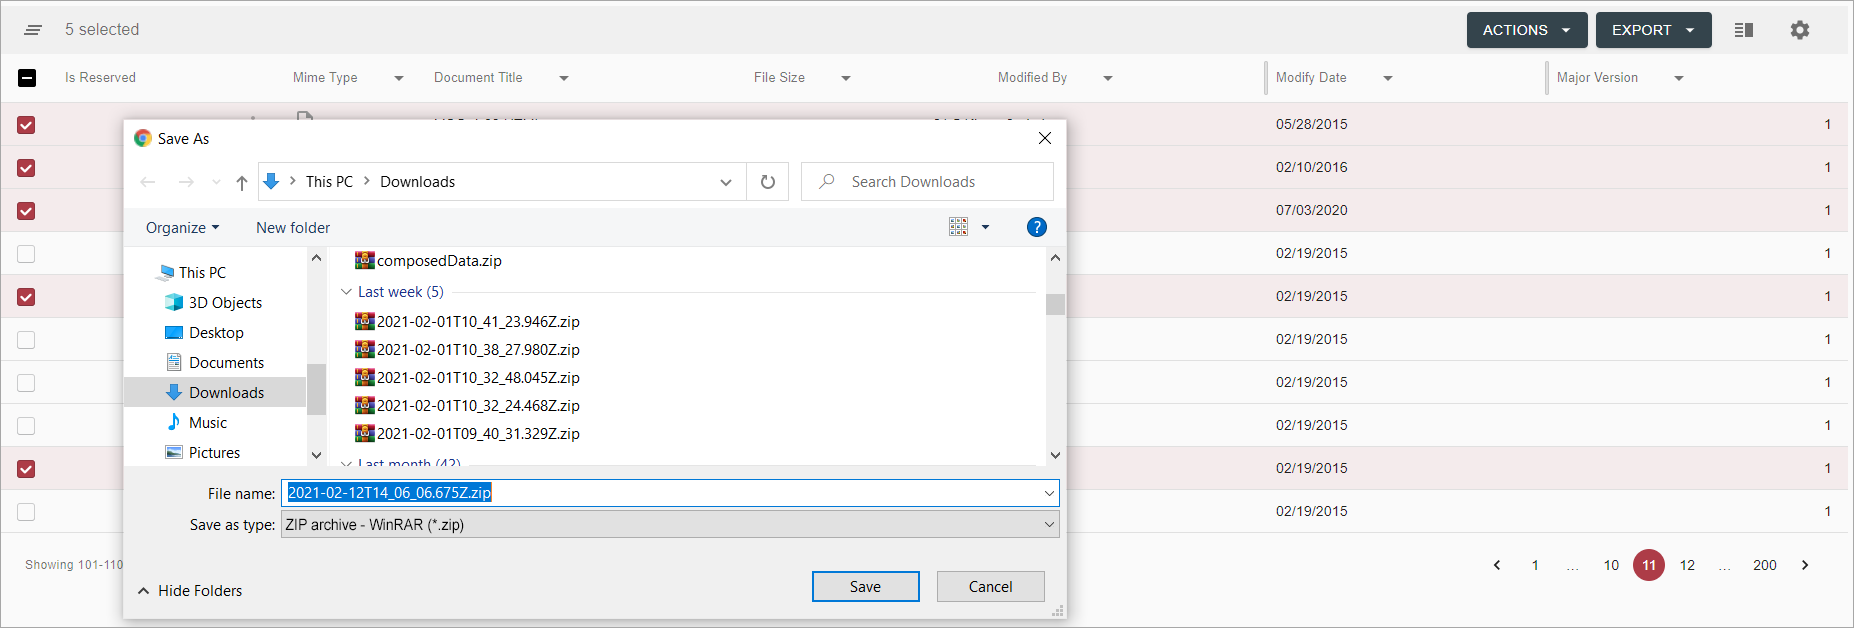 5 selected
ACTIONS
EXPORT
Is Reserved
Mime Type
Document Title
File Size
Modified By
Modify Date
Major Version
05/28/2015
1
Save As
02/10/2016
1
This PC
Downloads
Search Downloads
07/03/2020
1
Organize
New folder
?
02/19/2015
1
This PC
3D Objects
Desktop
Documents
Downloads
Music
Pictures
composedData.zip
Last week (5)
2021-02-01T10_41_23.946Z.zip
2021-02-01T10_38_27.980Z.zip
2021-02-01T10_32_48.045Z.zip
2021-02-01T10_32_24.468Z.zip
2021-02-01T09_40_31.329Z.zip
Last month (42)
02/19/2015
1
02/19/2015
1
02/19/2015
1
02/19/2015
1
02/19/2015
1
02/19/2015
1
File name:
2021-02-12T14_06_06.675Z.zip
Save as type:
ZIP archive - WinRAR (*.zip)
Hide Folders
Save
Cancel
Showing 101-110
1 ... 10 11 12 ... 200